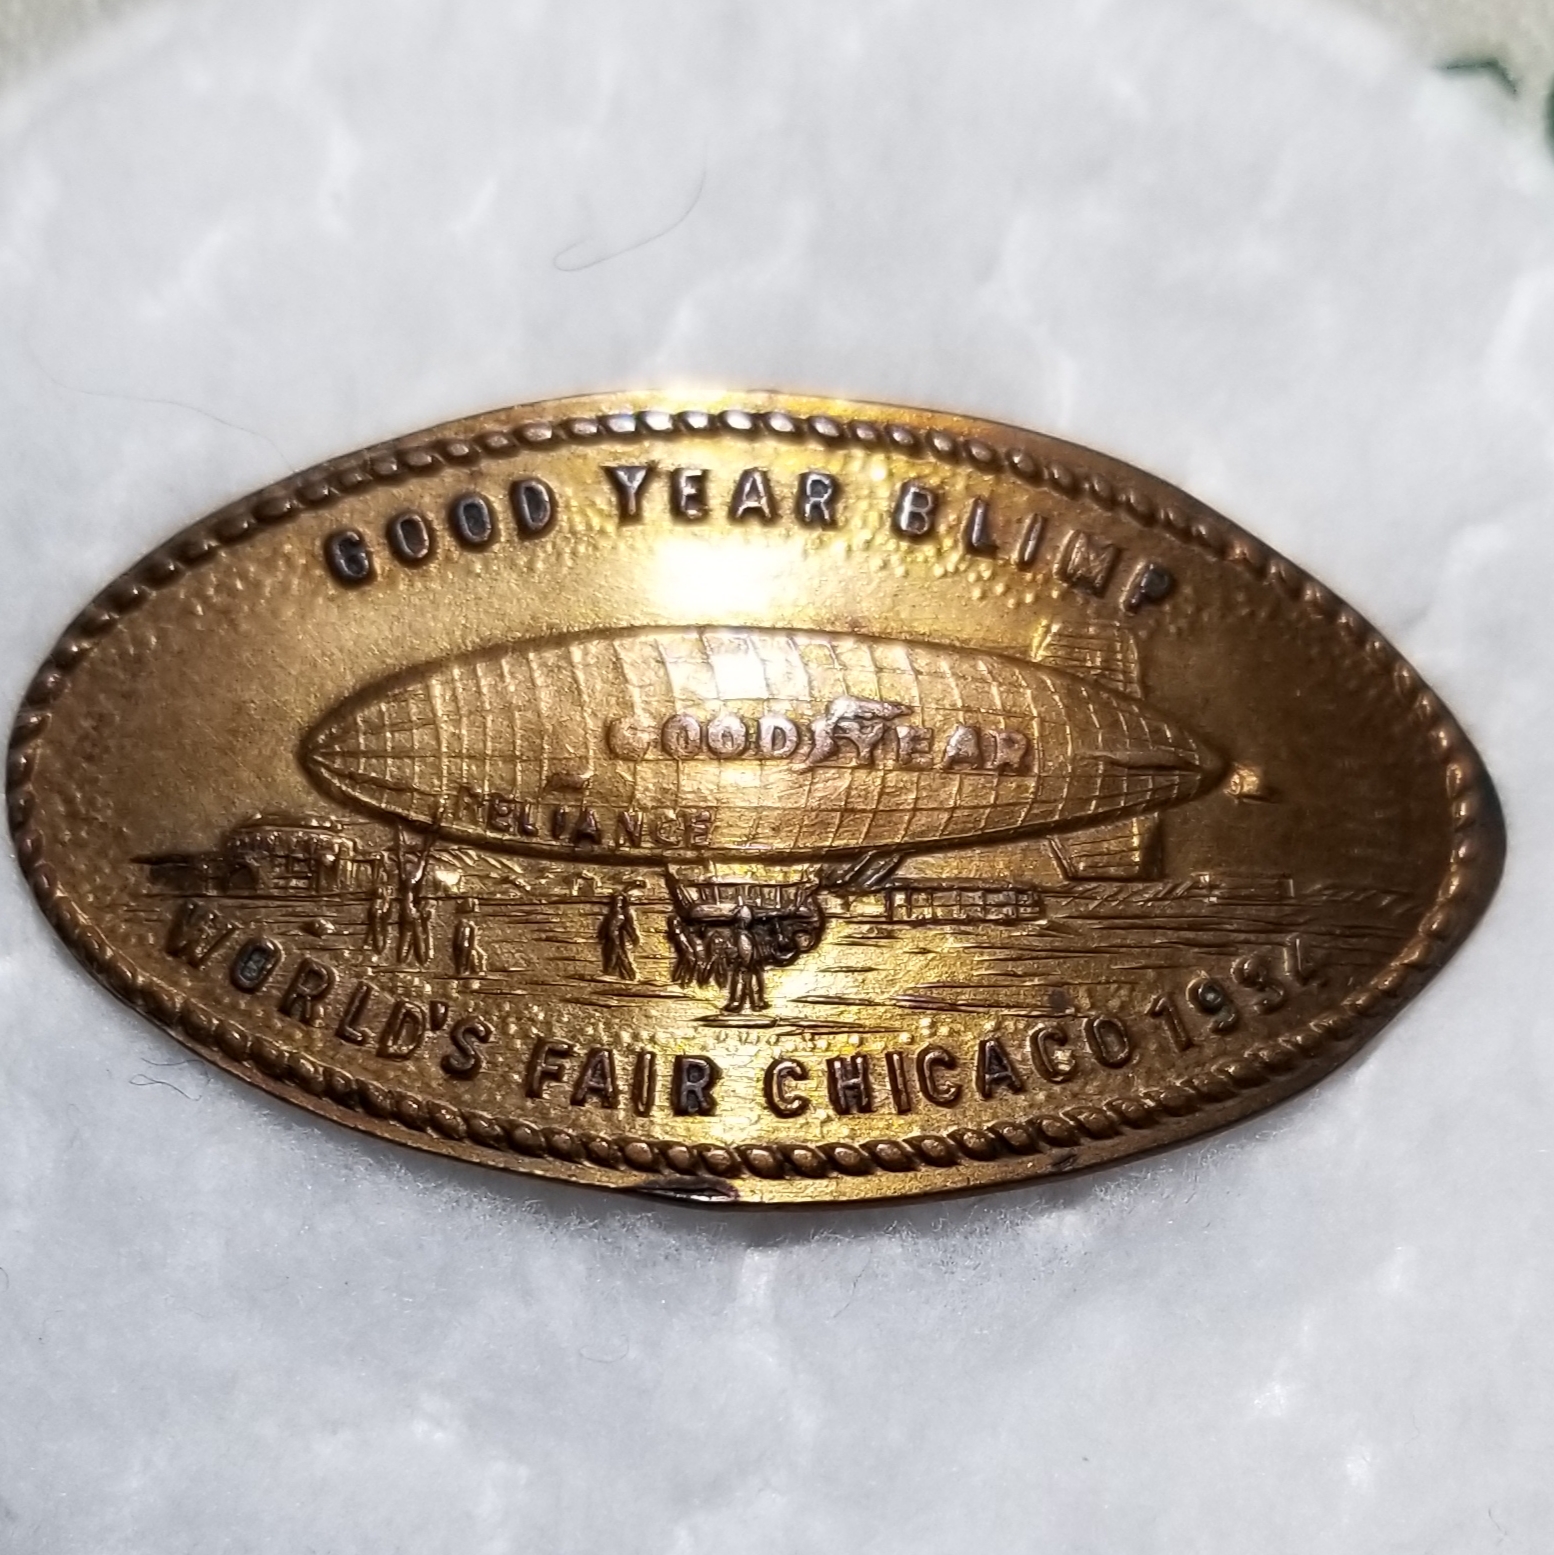 GOOD YEAR BLIMP
GOODYEAR
RELIANCE
WORLD'S FAIR CHICAGO 1934